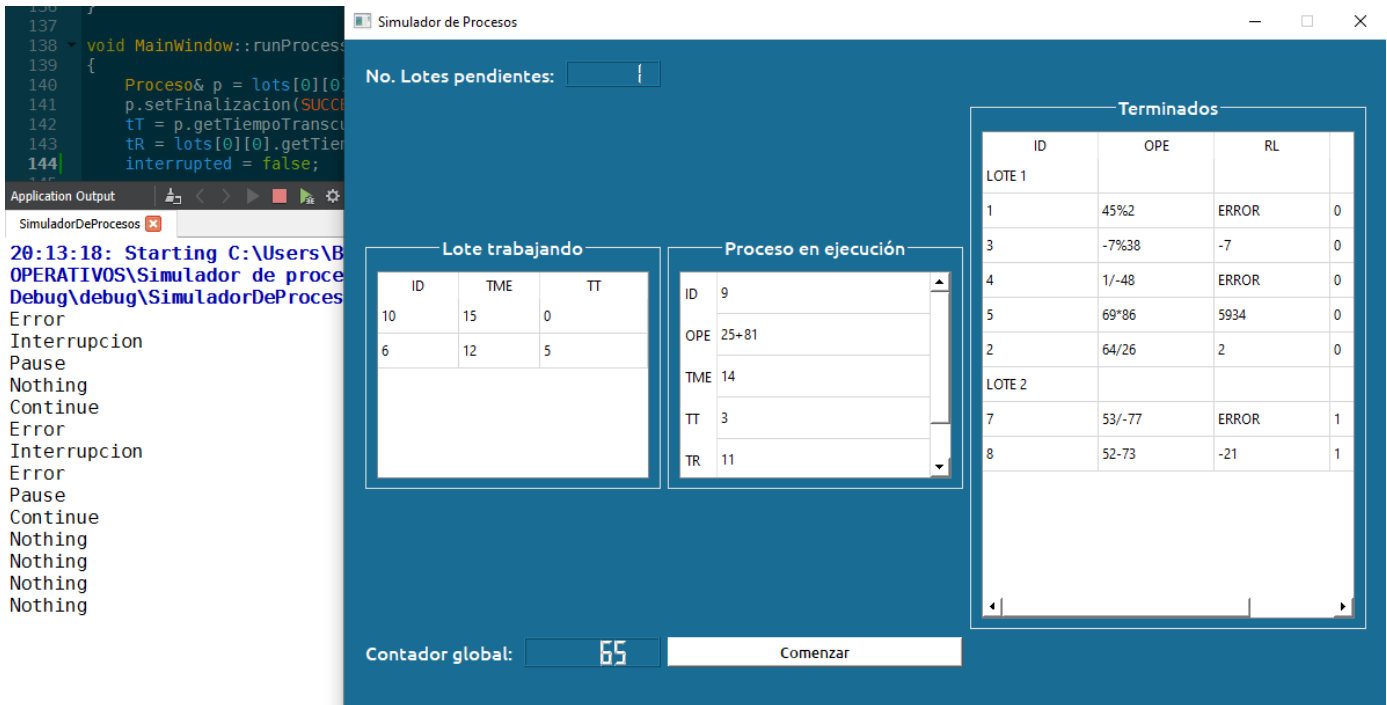 137
138 void MainWindow::runProcess
139 {
140 Proceso& p = lots[0][0]
141 p.setFinalizacion(SUCCE
142 tT = p.getTiempoTranscu
143 tR = lots[0][0].getTiem
144 interrupted = false;
Application Output
SimuladorDeProcesos
20:13:18: Starting C:\Users\B
OPERATIVOS\Simulador de proce
Debug\debug\SimuladorDeProces
Error
Interrupcion
Pause
Nothing
Continue
Error
Interrupcion
Error
Pause
Continue
Nothing
Nothing
Nothing
Nothing
Simulador de Procesos
No. Lotes pendientes: 1
Lote trabajando
ID TME TT
10 15 0
6 12 5
Proceso en ejecución
ID 9
OPE 25+81
TME 14
TT 3
TR 11
Terminados
ID OPE RL
LOTE 1
1 45%2 ERROR 0
3 -7%38 -7 0
4 1/-48 ERROR 0
5 69*86 5934 0
2 64/26 2 0
LOTE 2
7 53/-77 ERROR 1
8 52-73 -21 1
Contador global: 65
Comenzar